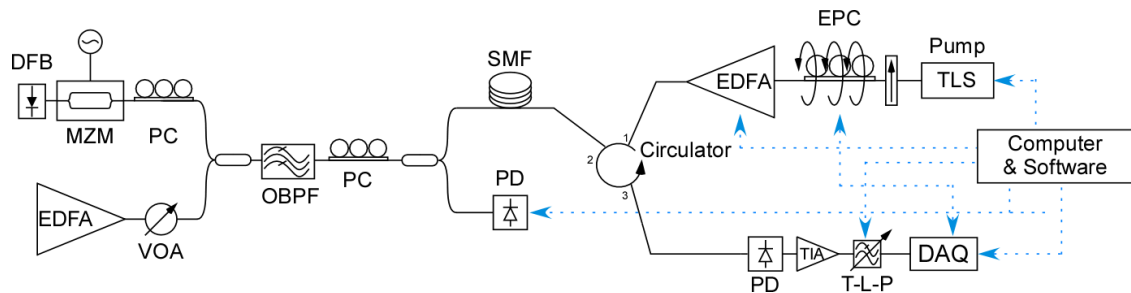 DFB
MZM
PC
EDFA
VOA
OBPF
PC
SMF
PD
1
2
3
Circulator
EDFA
EPC
Pump
TLS
Computer
& Software
PD
TIA
T-L-P
DAQ